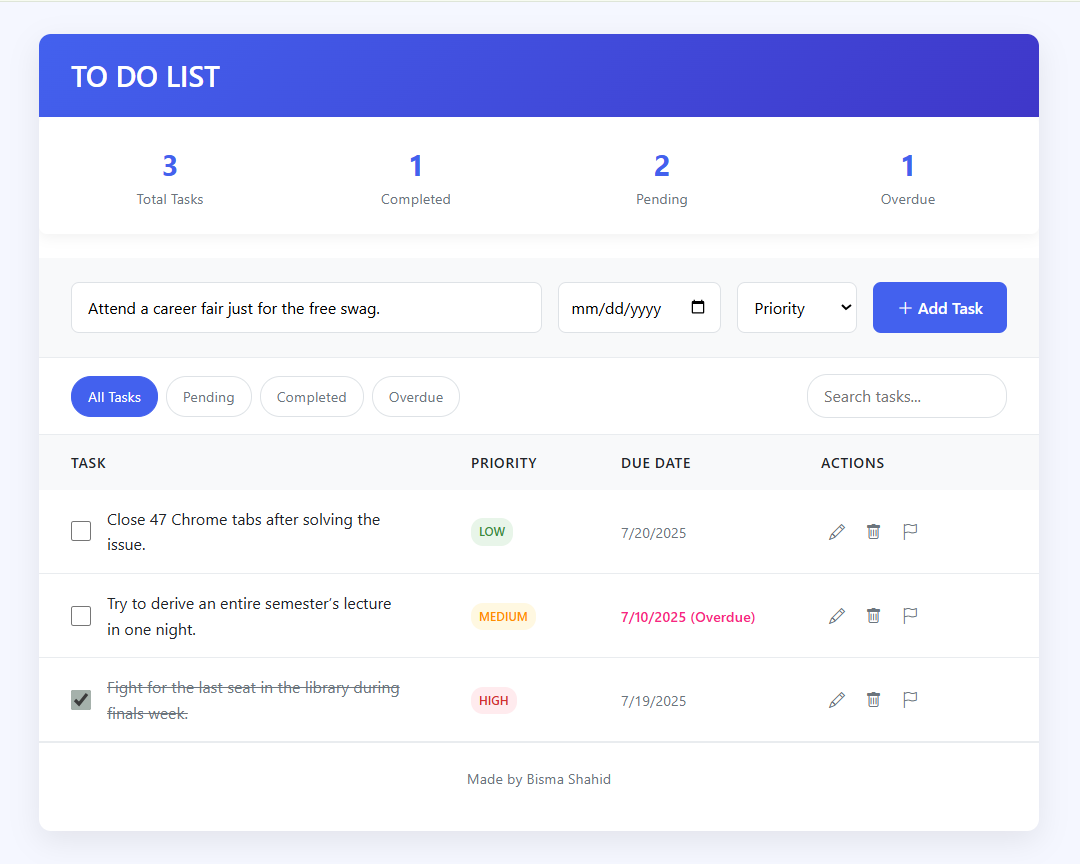 TO DO LIST
3 1 2 1
Total Tasks Completed Pending Overdue
Attend a career fair just for the free swag. mm/dd/yyyy Priority + Add Task
All Tasks Pending Completed Overdue Search tasks...
TASK PRIORITY DUE DATE ACTIONS
Close 47 Chrome tabs after solving the
issue.
LOW 7/20/2025
Try to derive an entire semester's lecture
in one night.
MEDIUM 7/10/2025 (Overdue)
Fight for the last seat in the library during
finals week.
HIGH 7/19/2025
Made by Bisma Shahid